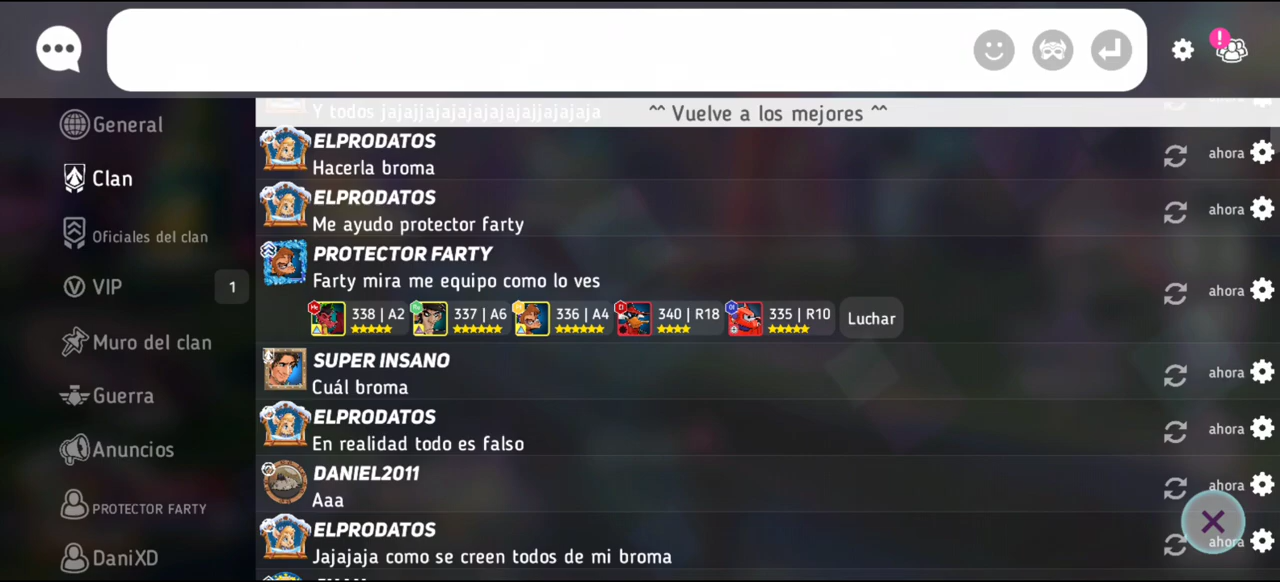 General
Clan
Oficiales del clan
VIP
1
Muro del clan
Guerra
Anuncios
PROTECTOR FARTY
DaniXD
Y todos jajajjajajajajajajajjajajaja
^^ Vuelve a los mejores ^^
ELPRODATOS
Hacerla broma
ahora
ELPRODATOS
Me ayudo protector farty
ahora
PROTECTOR FARTY
Farty mira me equipo como lo ves
ahora
338 | A2
337 | A6
336 | A4
340 | R18
335 | R10
Luchar
SUPER INSANO
Cuál broma
ahora
ELPRODATOS
En realidad todo es falso
ahora
DANIEL2011
Aaa
ahora
ELPRODATOS
Jajajaja como se creen todos de mi broma
ahora